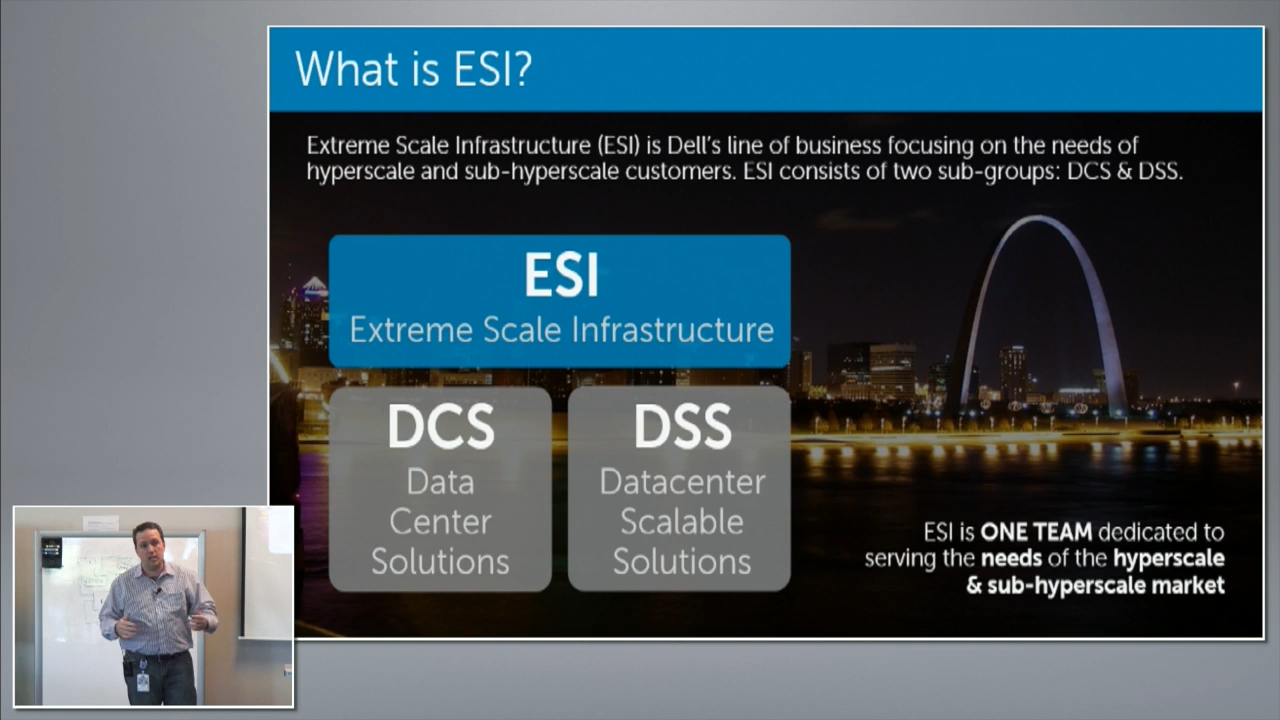 What is ESI?
Extreme Scale Infrastructure (ESI) is Dell's line of business focusing on the needs of
hyperscale and sub-hyperscale customers. ESI consists of two sub-groups: DCS & DSS.
ESI
Extreme Scale Infrastructure
DCS
Data
Center
Solutions
DSS
Datacenter
Scalable
Solutions
ESI is ONE TEAM dedicated to
serving the needs of the hyperscale
& sub-hyperscale market